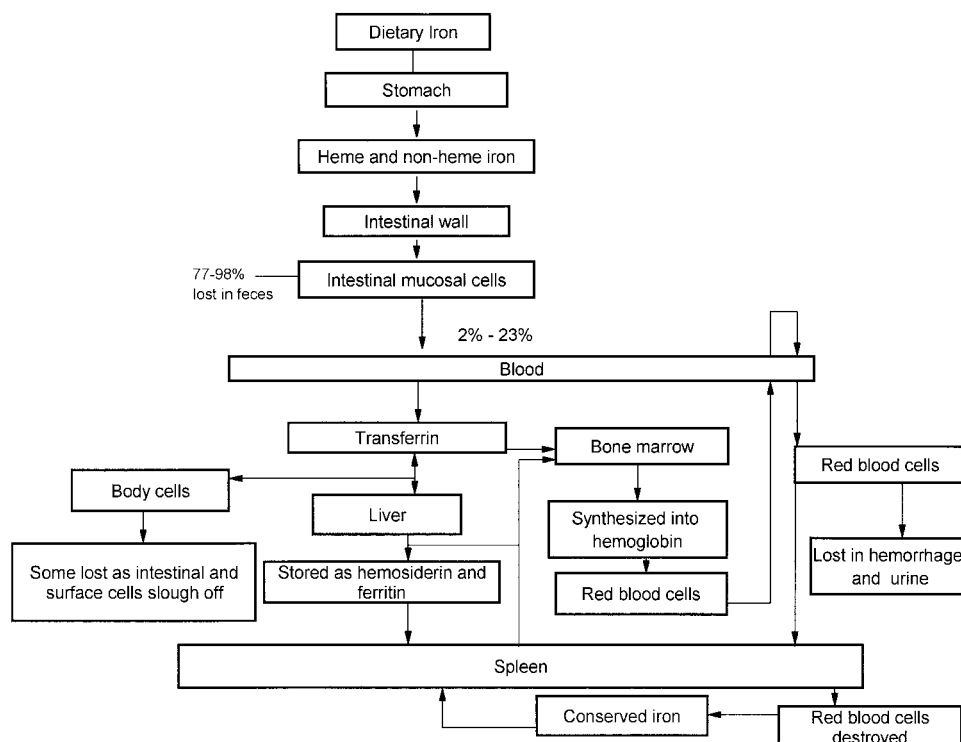 Dietary Iron
Stomach
Heme and non-heme iron
Intestinal wall
77-98%
lost in feces
Intestinal mucosal cells
2% - 23%
Blood
Transferrin
Bone marrow
Red blood cells
Body cells
Liver
Synthesized into
hemoglobin
Lost in hemorrhage
and urine
Some lost as intestinal and
surface cells slough off
Stored as hemosiderin and
ferritin
Red blood cells
Spleen
Conserved iron
Red blood cells
destroyed